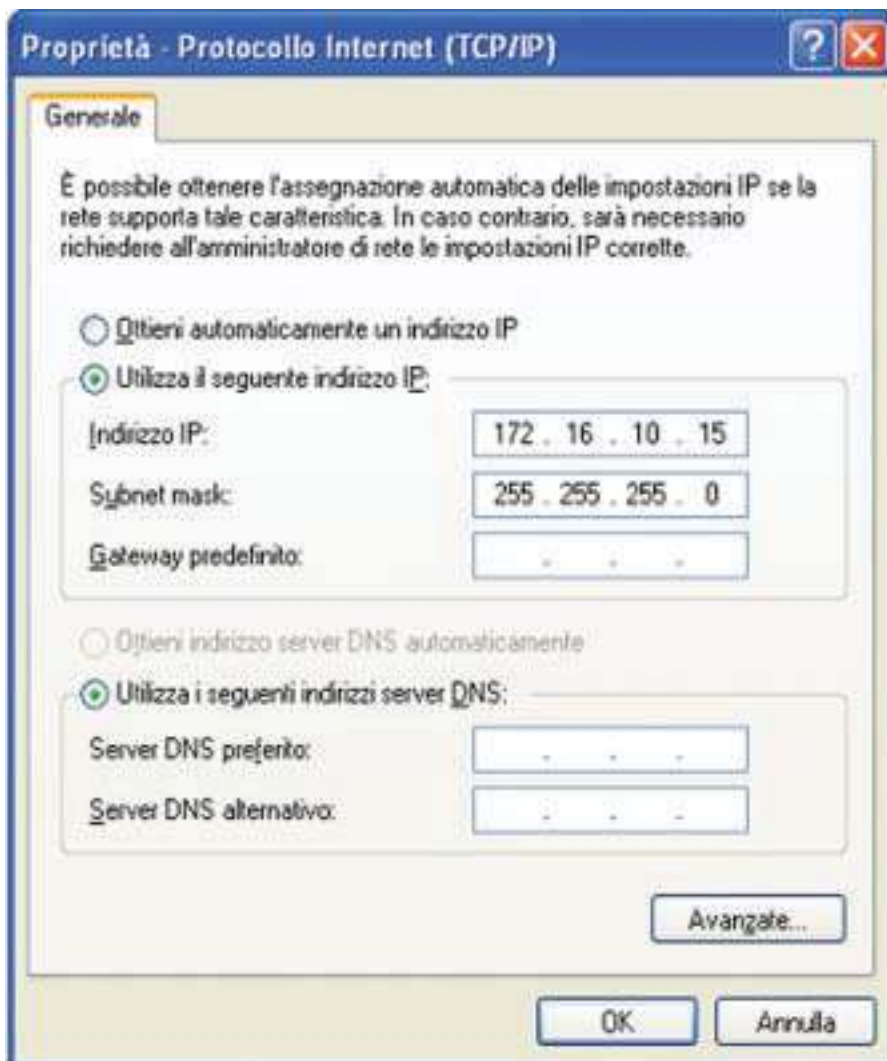 Proprietà - Protocollo Internet (TCP/IP)
Generale
È possibile ottenere l'assegnazione automatica delle impostazioni IP se la
rete supporta tale caratteristica. In caso contrario, sarà necessario
richiedere all'amministratore di rete le impostazioni IP corrette.
Ottieni automaticamente un indirizzo IP
Utilizza il seguente indirizzo IP:
Indirizzo IP: 172 . 16 . 10 . 15
Subnet mask: 255 . 255 . 255 . 0
Gateway predefinito: . . .
Ottieni indirizzo server DNS automaticamente
Utilizza i seguenti indirizzi server DNS:
Server DNS preferito: . . .
Server DNS alternativo: . . .
Avanzate...
OK Annulla